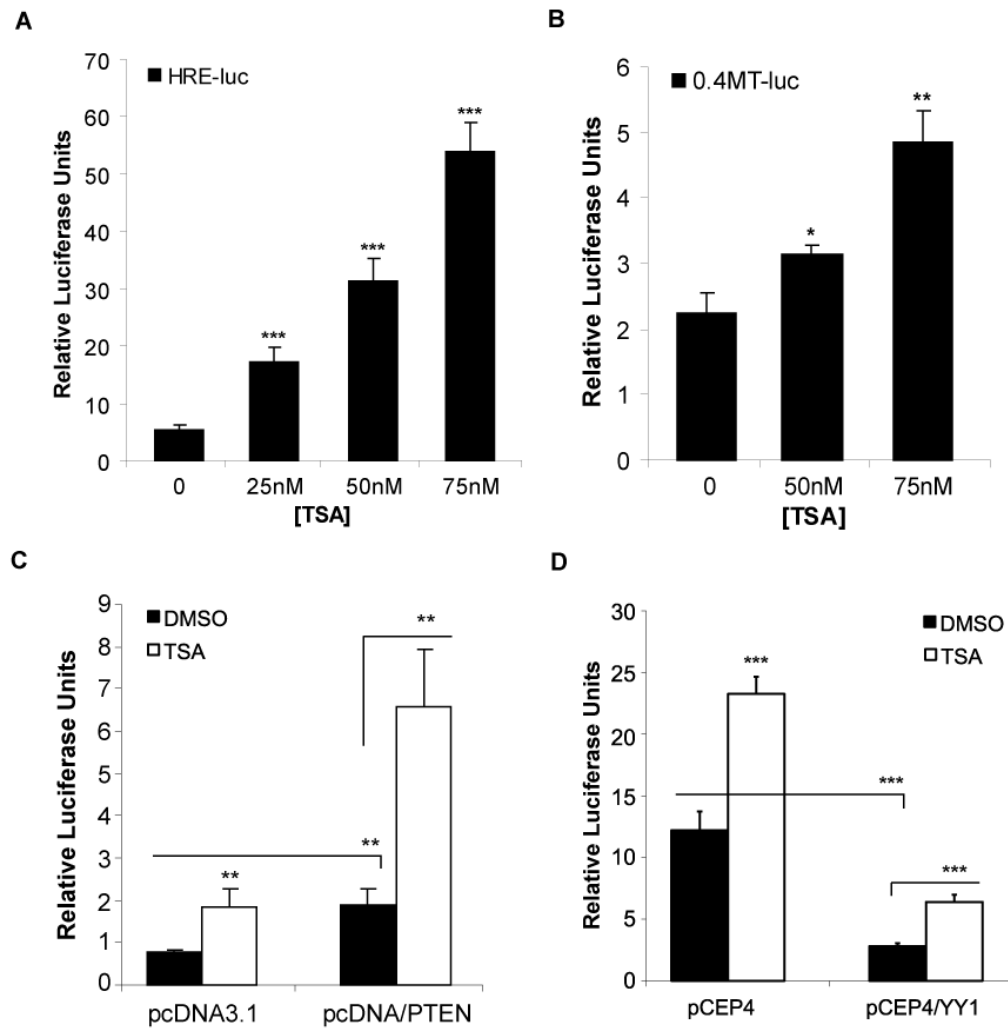 A
Relative Luciferase Units
70
60
50
40
30
20
10
0
HRE-luc
***
***
***
0 25nM 50nM 75nM
[TSA]
B
Relative Luciferase Units
6
5
4
3
2
1
0
0.4MT-luc
*
**
0 50nM 75nM
[TSA]
C
Relative Luciferase Units
9
8
7
6
5
4
3
2
1
0
DMSO
TSA
**
**
**
pcDNA3.1 pcDNA/PTEN
D
Relative Luciferase Units
30
25
20
15
10
5
0
DMSO
TSA
***
***
***
pCEP4 pCEP4/YY1